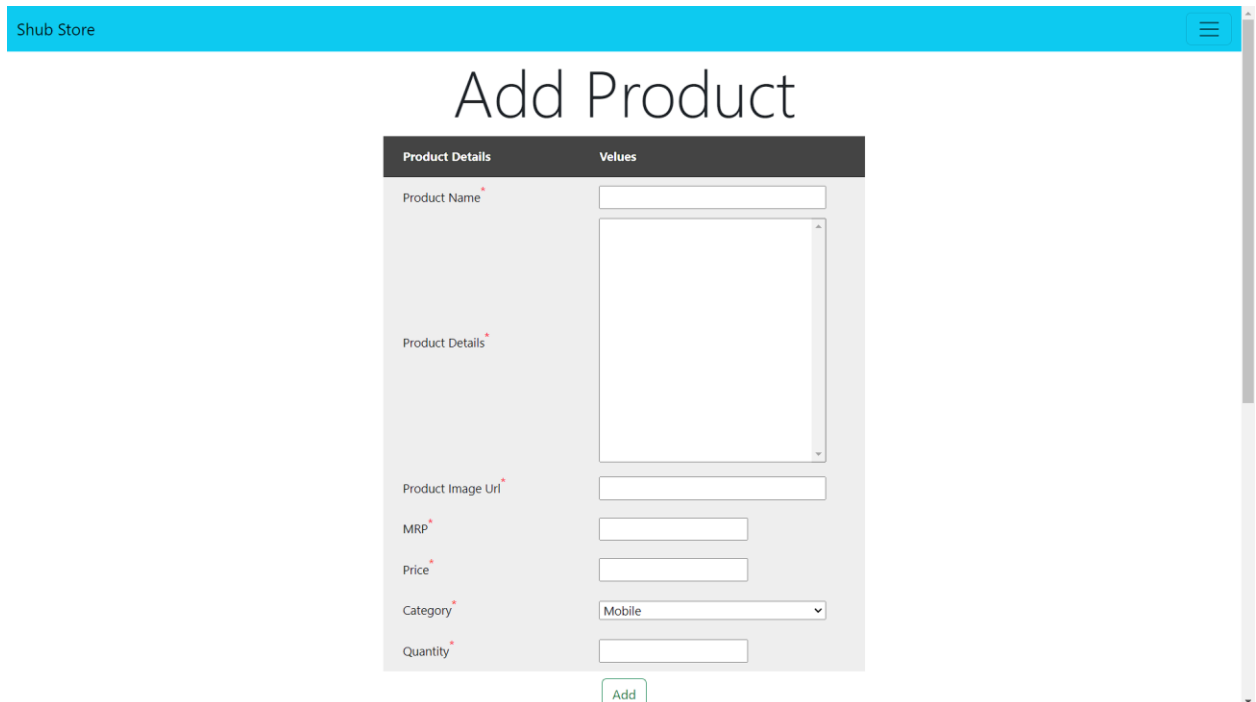 Shub Store
Add Product
Product Details Velues
Product Name*
Product Details*
Product Image Url*
MRP*
Price*
Category* Mobile
Quantity*
Add